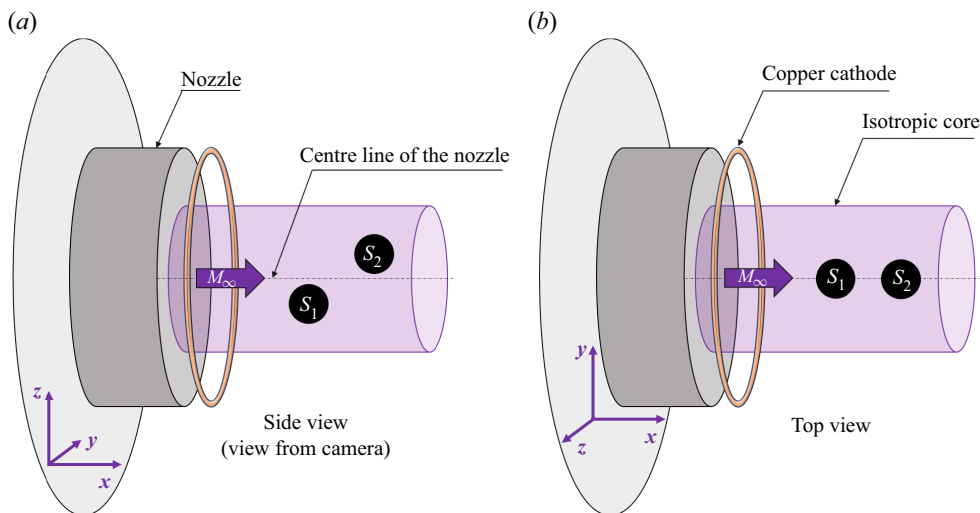 (a)
Nozzle
Centre line of the nozzle
M∞
S2
S1
z
y
x
Side view
(view from camera)
(b)
Copper cathode
Isotropic core
M∞
S1
S2
y
x
z
Top view